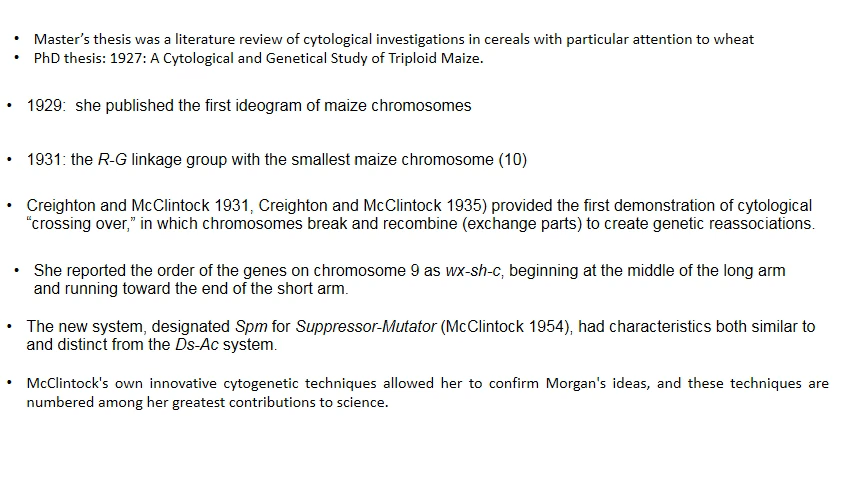 • Master’s thesis was a literature review of cytological investigations in cereals with particular attention to wheat
• PhD thesis: 1927: A Cytological and Genetical Study of Triploid Maize.
• 1929:  she published the first ideogram of maize chromosomes
• 1931: the R-G linkage group with the smallest maize chromosome (10)
• Creighton and McClintock 1931, Creighton and McClintock 1935) provided the first demonstration of cytological
“crossing over,” in which chromosomes break and recombine (exchange parts) to create genetic reassociations.
• She reported the order of the genes on chromosome 9 as wx-sh-c, beginning at the middle of the long arm
and running toward the end of the short arm.
• The new system, designated Spm for Suppressor-Mutator (McClintock 1954), had characteristics both similar to
and distinct from the Ds-Ac system.
• McClintock's own innovative cytogenetic techniques allowed her to confirm Morgan's ideas, and these techniques are
numbered among her greatest contributions to science.